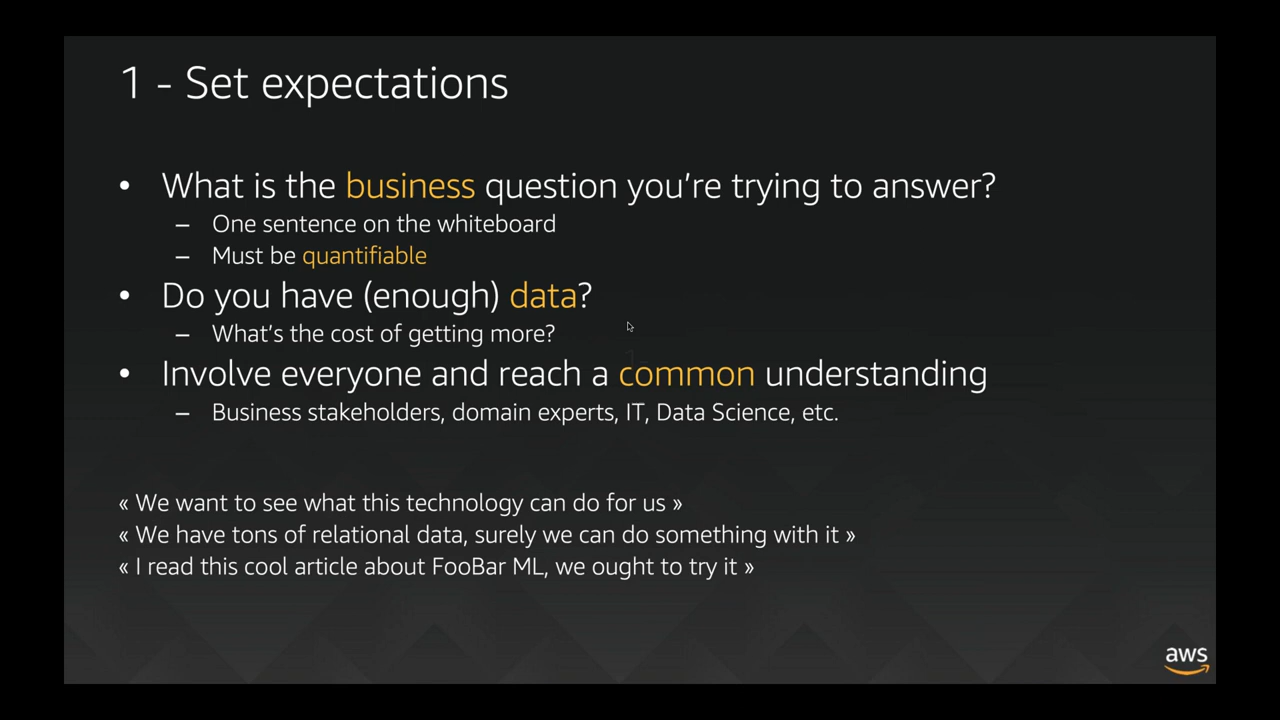 1 - Set expectations
• What is the business question you're trying to answer?
– One sentence on the whiteboard
– Must be quantifiable
• Do you have (enough) data?
– What's the cost of getting more?
• Involve everyone and reach a common understanding
– Business stakeholders, domain experts, IT, Data Science, etc.
« We want to see what this technology can do for us »
« We have tons of relational data, surely we can do something with it »
« I read this cool article about FooBar ML, we ought to try it »
aws